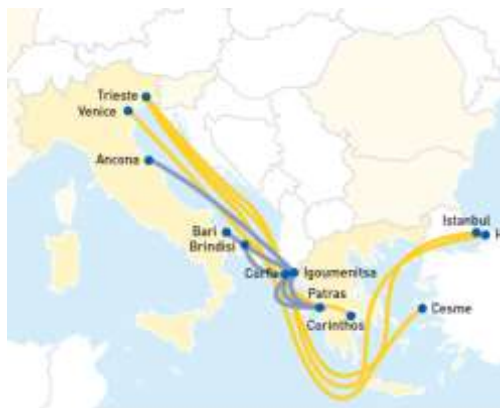 Trieste
Venice
Ancona
Bari
Brindisi
Corfu
Igoumenitsa
Patras
Corinthos
Istanbul
H
Cesme